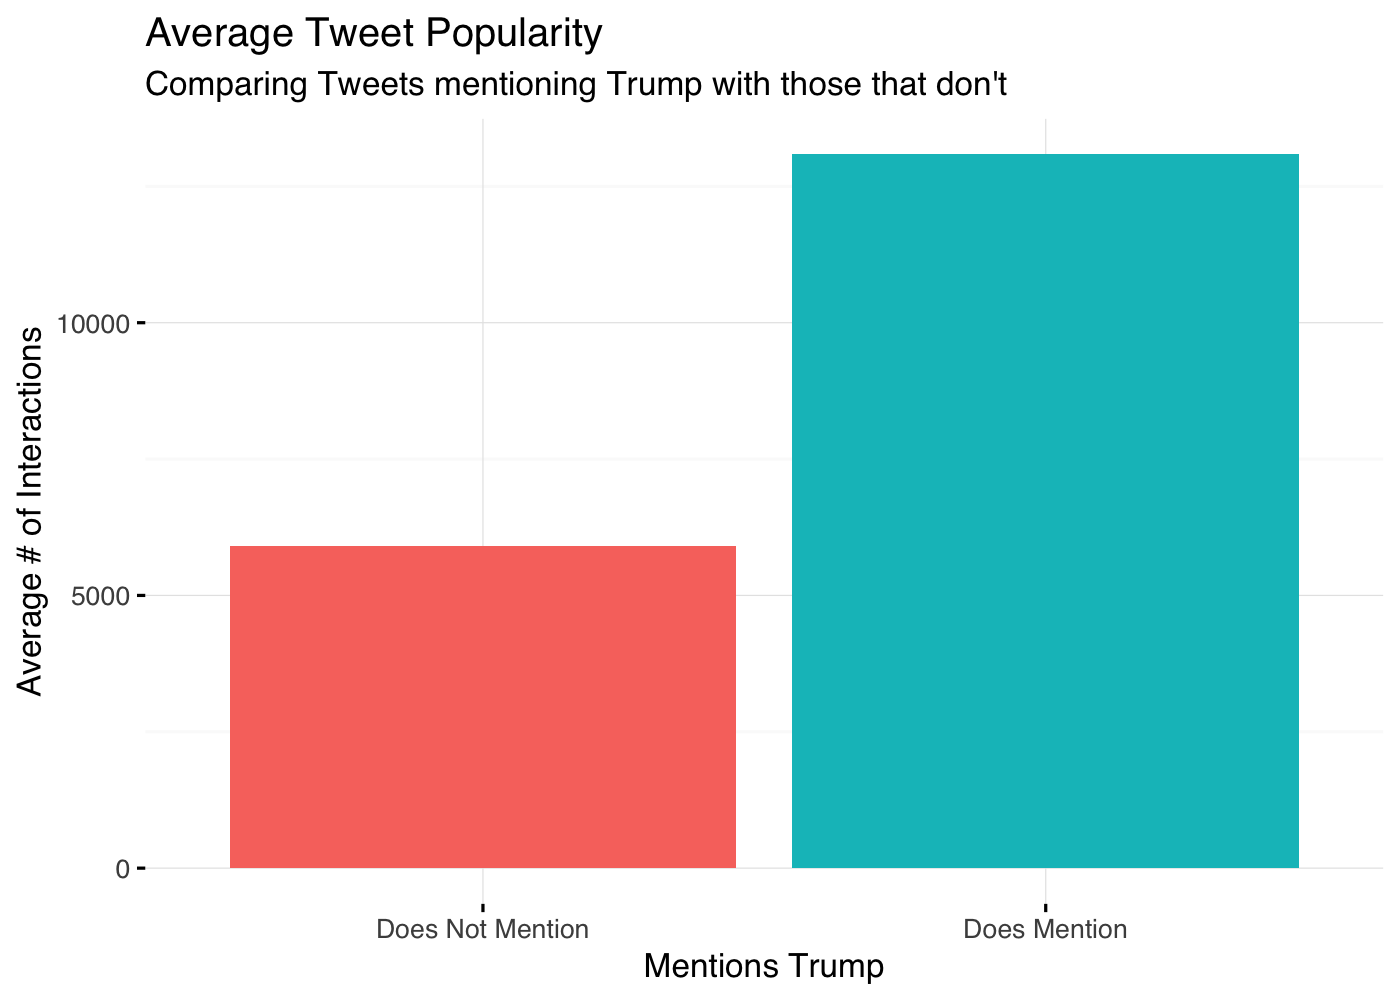 Average Tweet Popularity
Comparing Tweets mentioning Trump with those that don't
Average # of Interactions
10000
5000
0
Does Not Mention
Does Mention
Mentions Trump